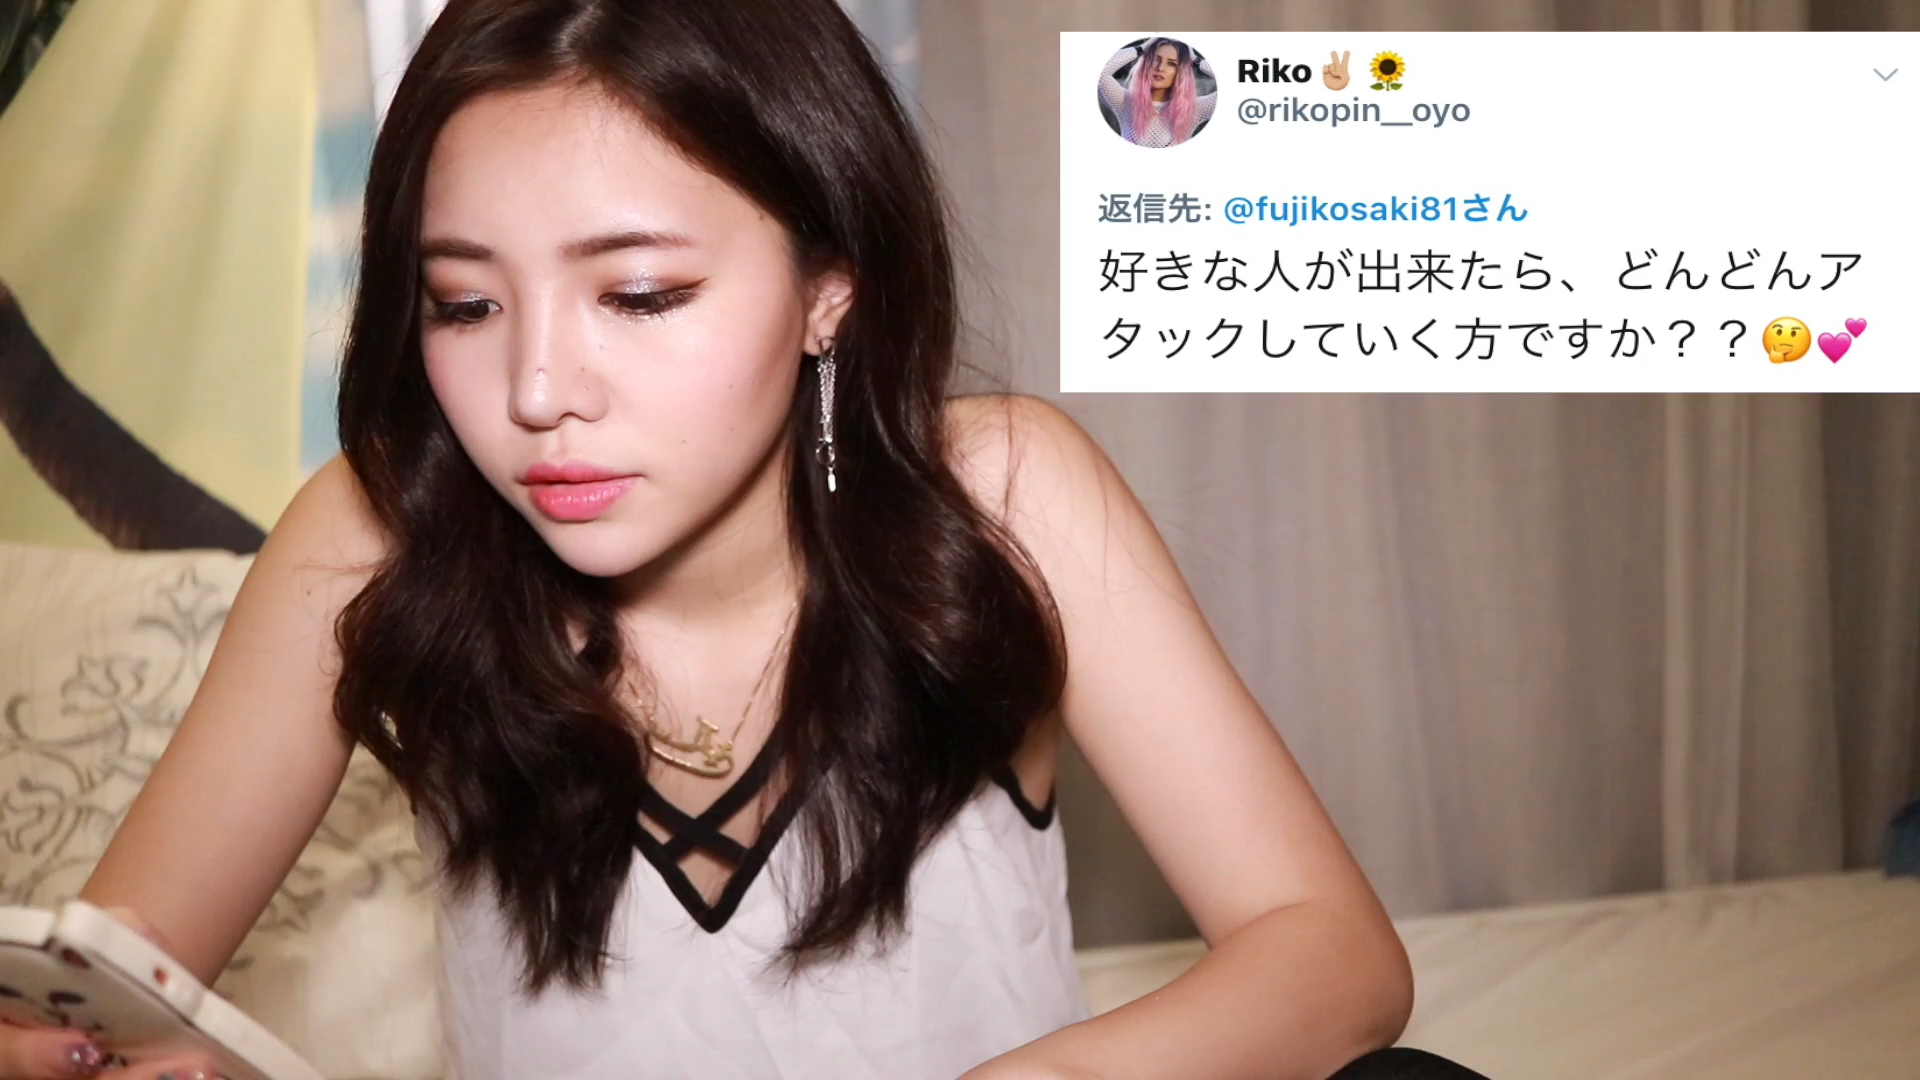 Riko✌🏼🌻
@rikopin__oyo
返信先: @fujikosaki81さん
好きな人が出来たら、どんどんア
タックしていく方ですか？？🤔💕